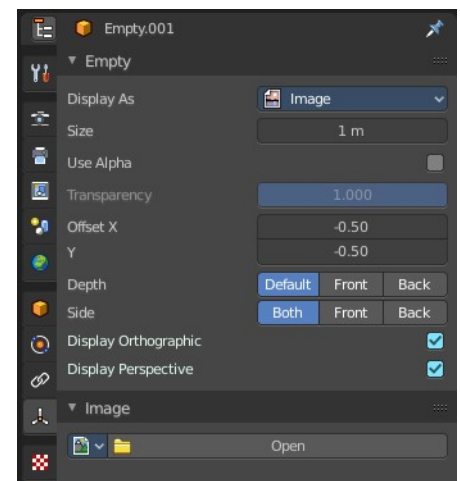 Empty.001
Empty
Display As Image
Size 1 m
Use Alpha
Transparency 1.000
Offset X -0.50
Y -0.50
Depth Default Front Back
Side Both Front Back
Display Orthographic
Display Perspective
Image
Open